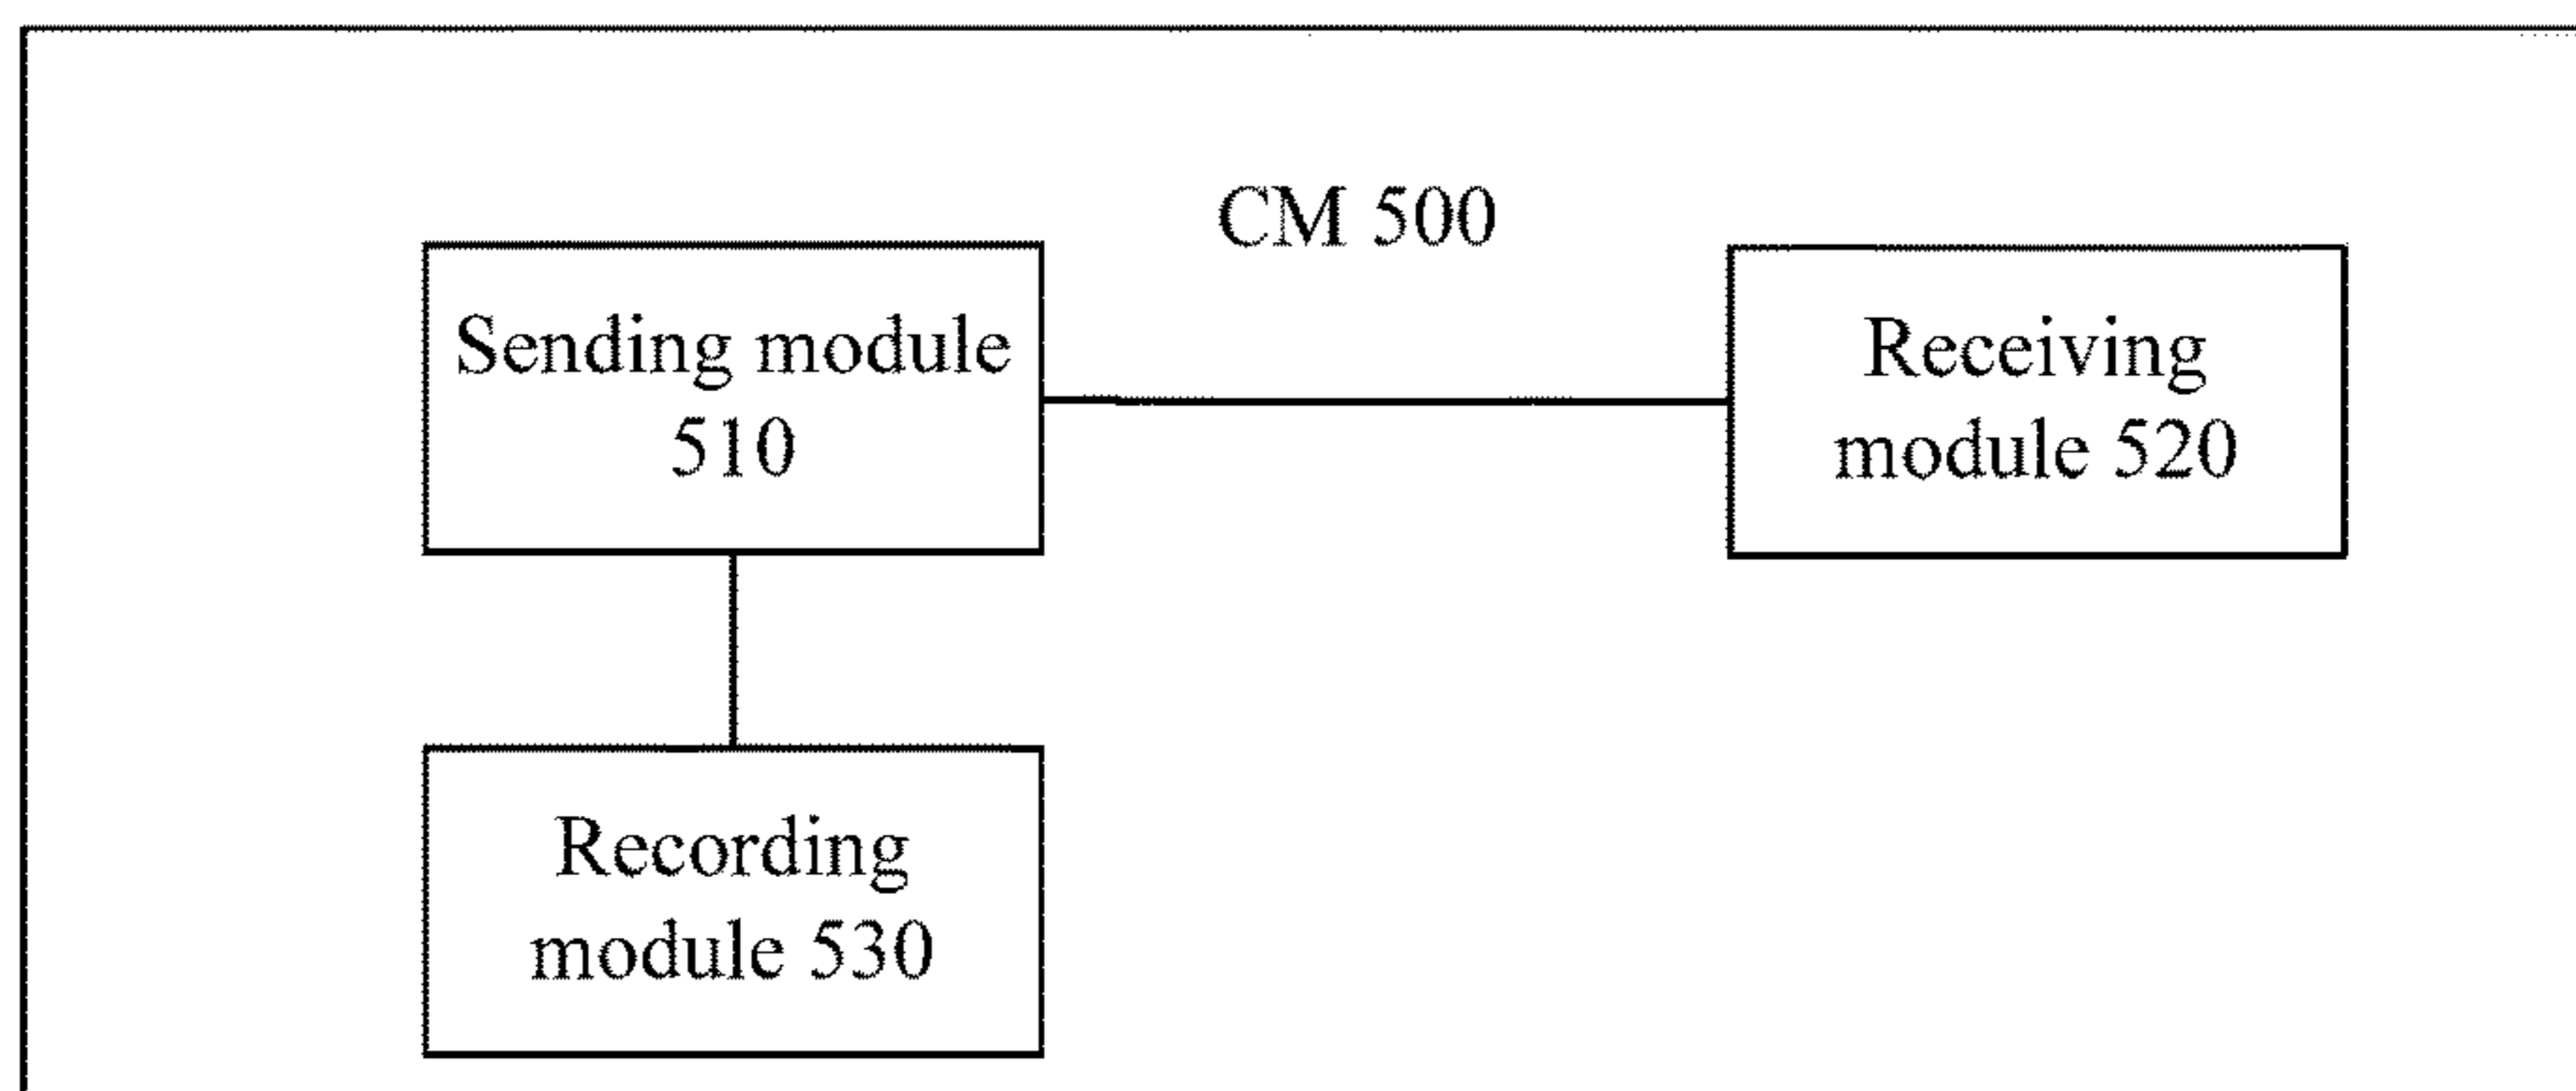 CM 500
Sending module
510
Receiving
module 520
Recording
module 530